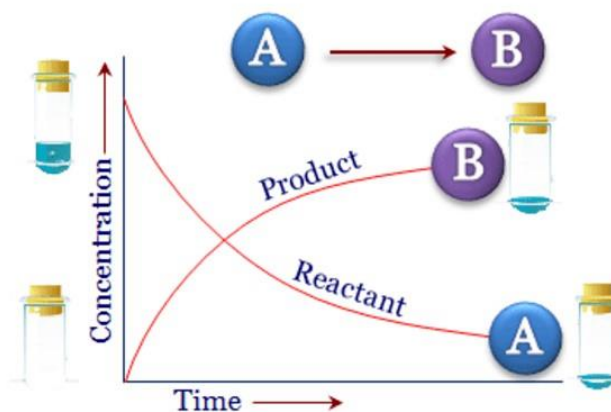 A
B
Concentration
Product
B
Reactant
A
Time